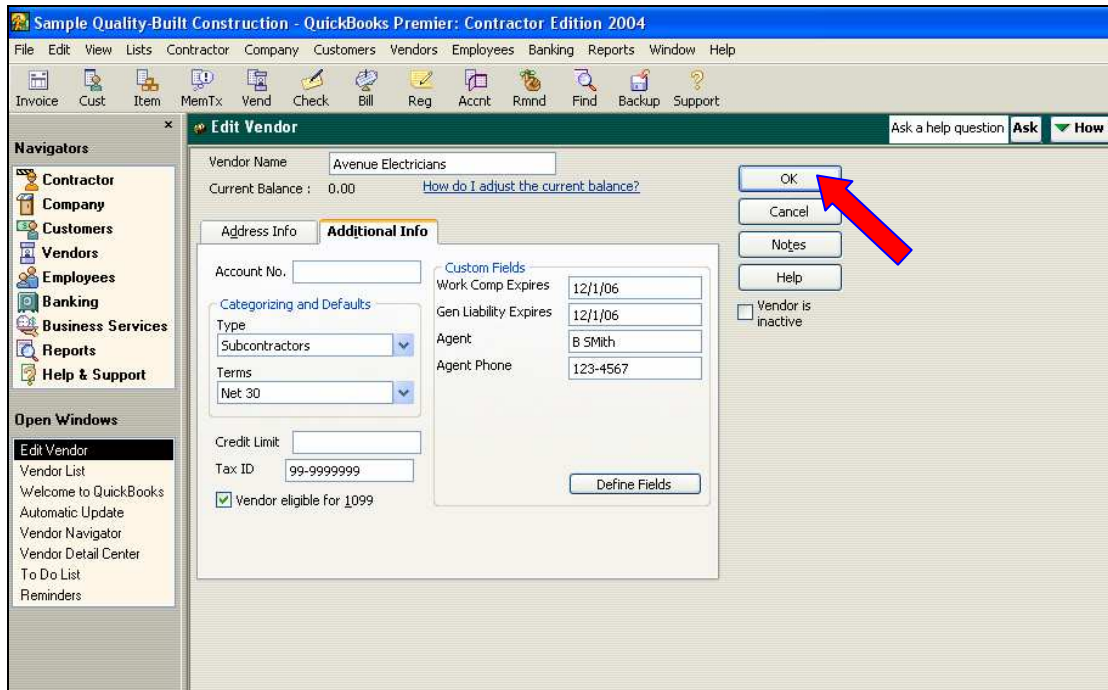 Sample Quality-Built Construction - QuickBooks Premier: Contractor Edition 2004
File Edit View Lists Contractor Company Customers Vendors Employees Banking Reports Window Help
Invoice Cust Item MemTx Vend Check Bill Reg Accnt Rmnd Find Backup Support
Navigators
Contractor
Company
Customers
Vendors
Employees
Banking
Business Services
Reports
Help & Support
Open Windows
Edit Vendor
Vendor List
Welcome to QuickBooks
Automatic Update
Vendor Navigator
Vendor Detail Center
To Do List
Reminders
Edit Vendor
Ask a help question Ask How
Vendor Name Avenue Electricians
Current Balance : 0.00 How do I adjust the current balance?
Address Info Additional Info
Account No.
Categorizing and Defaults
Type
Subcontractors
Terms
Net 30
Credit Limit
Tax ID 99-9999999
Vendor eligible for 1099
Custom Fields
Work Comp Expires 12/1/06
Gen Liability Expires 12/1/06
Agent B SMith
Agent Phone 123-4567
Define Fields
OK
Cancel
Notes
Help
Vendor is
inactive